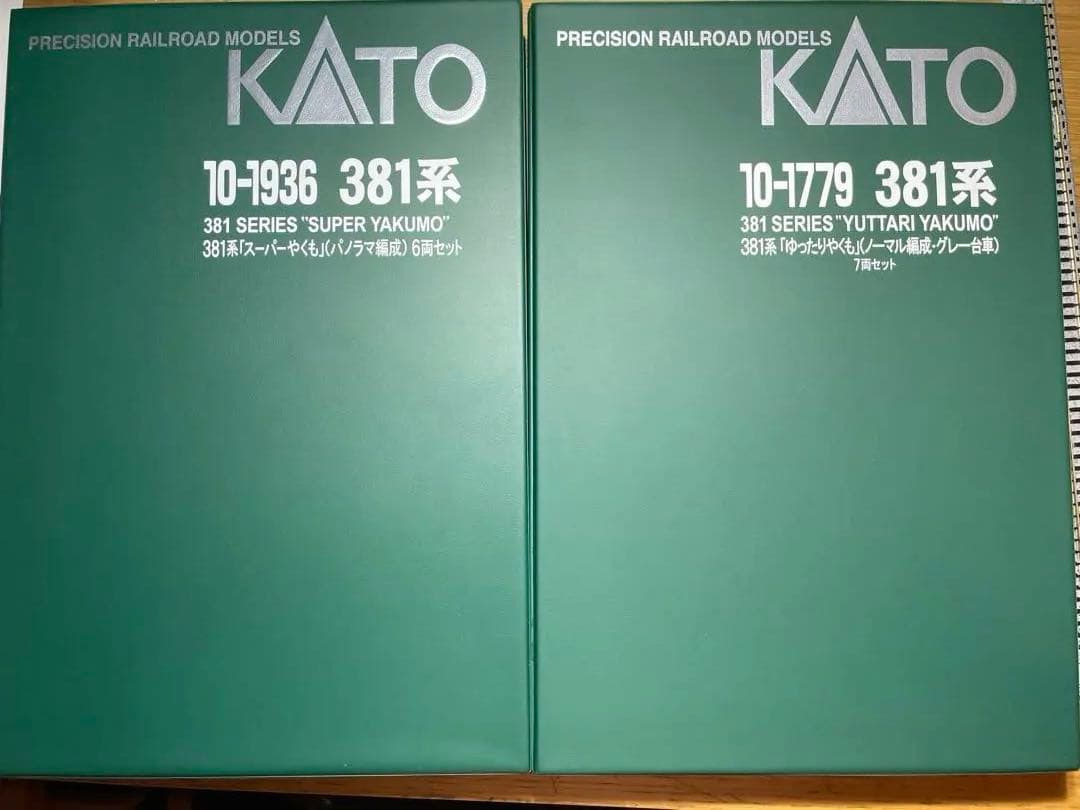 PRECISION RAILROAD MODELS
KATO
10-1936 381系
381 SERIES "SUPER YAKUMO"
381系「スーパーやくも」(パノラマ編成) 6両セット
PRECISION RAILROAD MODELS
KATO
10-1779 381系
381 SERIES "YUTTARI YAKUMO"
381系「ゆったりやくも」(ノーマル編成・グレー台車)
7両セット